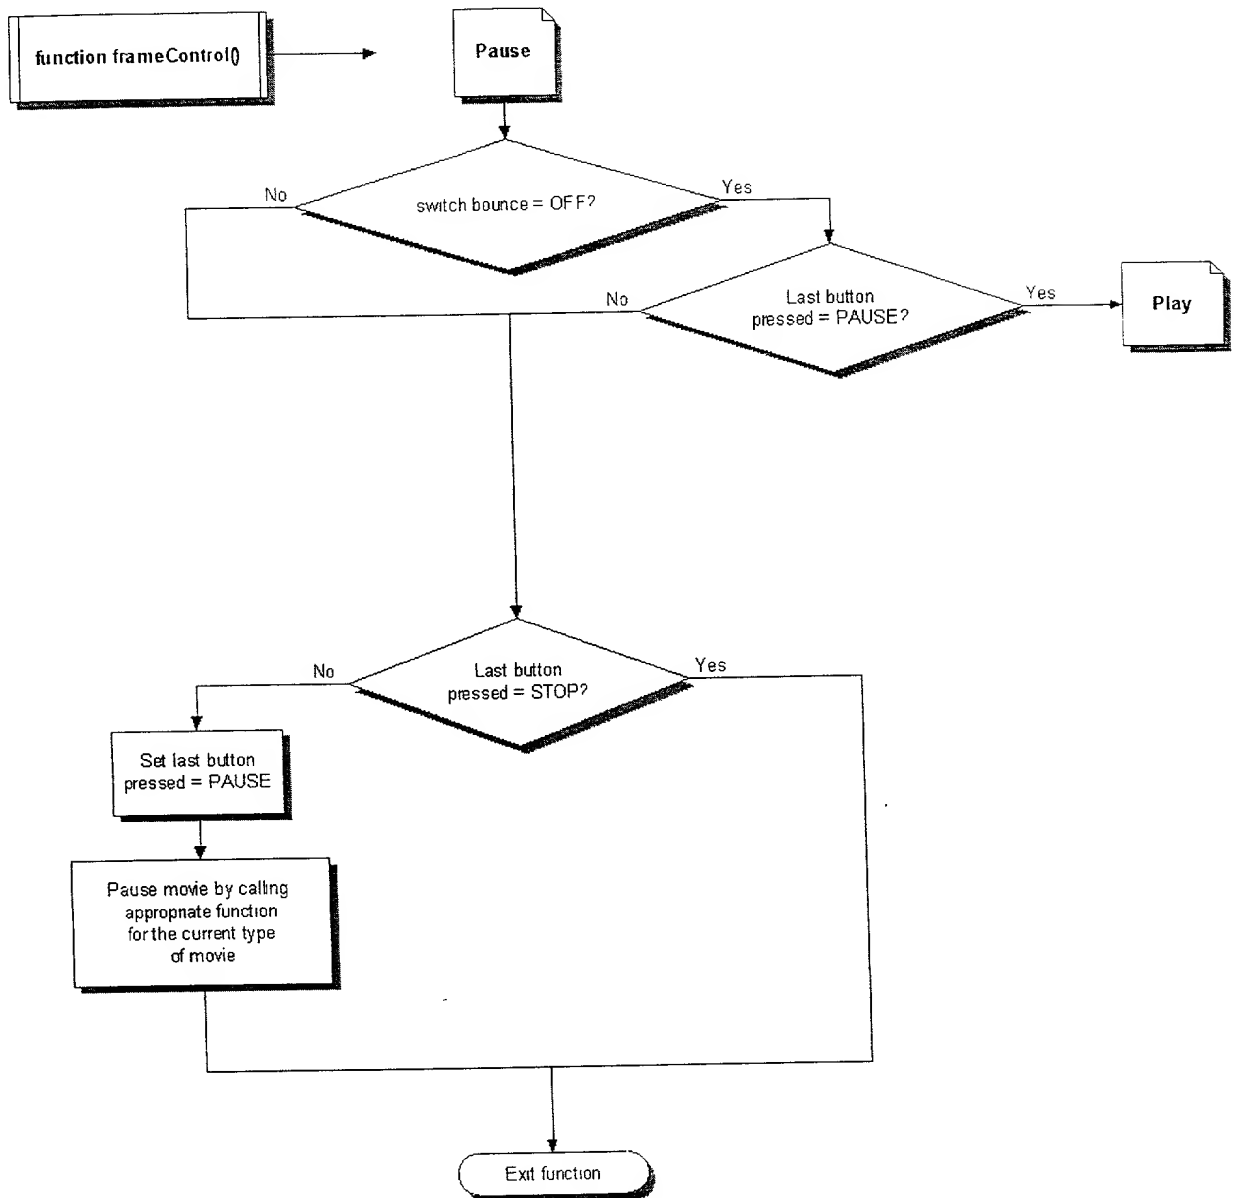 function frameControl()
Pause
No
switch bounce = OFF?
Yes
No
Last button
pressed = PAUSE?
Yes
Play
No
Last button
pressed = STOP?
Yes
Set last button
pressed = PAUSE
Pause movie by calling
appropriate function
for the current type
of movie
Exit function